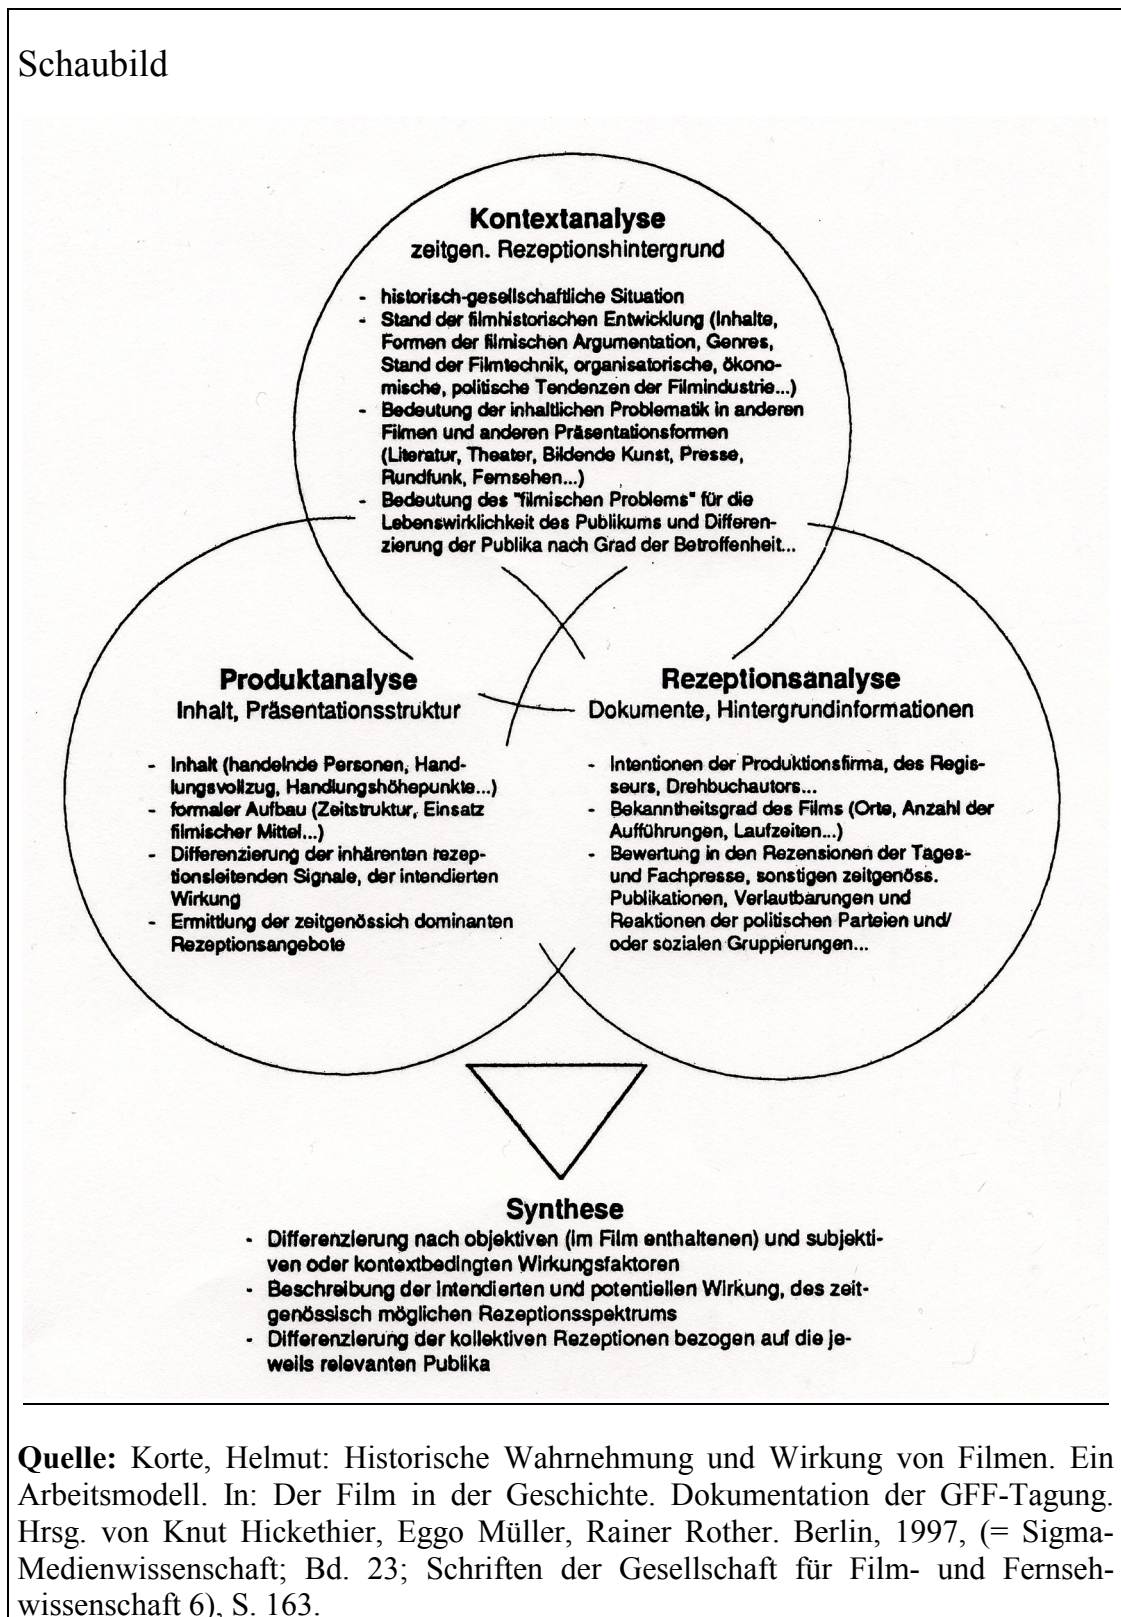 Schaubild
Kontextanalyse
zeitgen. Rezeptionshintergrund
- historisch-gesellschaftliche Situation
- Stand der filmhistorischen Entwicklung (Inhalte,
Formen der filmischen Argumentation, Genres,
Stand der Filmtechnik, organisatorische, ökono-
mische, politische Tendenzen der Filmindustrie...)
- Bedeutung der inhaltlichen Problematik in anderen
Filmen und anderen Präsentationsformen
(Literatur, Theater, Bildende Kunst, Presse,
Rundfunk, Fernsehen...)
- Bedeutung des "filmischen Problems" für die
Lebenswirklichkeit des Publikums und Differen-
zierung der Publika nach Grad der Betroffenheit...
Produktanalyse
Inhalt, Präsentationsstruktur
- Inhalt (handelnde Personen, Hand-
lungsvollzug, Handlungshöhepunkte...)
- formaler Aufbau (Zeitstruktur, Einsatz
filmischer Mittel...)
- Differenzierung der inhärenten rezep-
tionsleitenden Signale, der intendierten
Wirkung
- Ermittlung der zeitgenössich dominanten
Rezeptionsangebote
Rezeptionsanalyse
Dokumente, Hintergrundinformationen
- Intentionen der Produktionsfirma, des Regis-
seurs, Drehbuchautors...
- Bekanntheitsgrad des Films (Orte, Anzahl der
Aufführungen, Laufzeiten...)
- Bewertung in den Rezensionen der Tages-
und Fachpresse, sonstigen zeitgenöss.
Publikationen, Verlautbarungen und
Reaktionen der politischen Parteien und/
oder sozialen Gruppierungen...
Synthese
- Differenzierung nach objektiven (im Film enthaltenen) und subjekti-
ven oder kontextbedingten Wirkungsfaktoren
- Beschreibung der intendierten und potentiellen Wirkung, des zeit-
genössisch möglichen Rezeptionsspektrums
- Differenzierung der kollektiven Rezeptionen bezogen auf die je-
weils relevanten Publika
Quelle: Korte, Helmut: Historische Wahrnehmung und Wirkung von Filmen. Ein
Arbeitsmodell. In: Der Film in der Geschichte. Dokumentation der GFF-Tagung.
Hrsg. von Knut Hickethier, Eggo Müller, Rainer Rother. Berlin, 1997, (= Sigma-
Medienwissenschaft; Bd. 23; Schriften der Gesellschaft für Film- und Fernseh-
wissenschaft 6), S. 163.